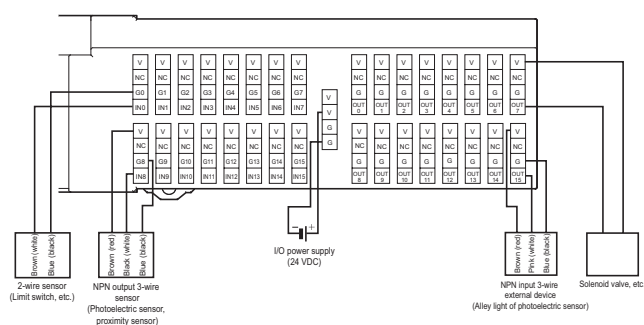 V V V V V V V V V V V V V V V V
NC NC NC NC NC NC NC NC NC NC NC NC NC NC NC NC
G0 G1 G2 G3 G4 G5 G6 G7 G G G G G G G G
IN0 IN1 IN2 IN3 IN4 IN5 IN6 IN7 OUT 0 OUT 1 OUT 2 OUT 3 OUT 4 OUT 5 OUT 6 OUT 7
V
V
G
G
V V V V V V V V V V V V V V V V
NC NC NC NC NC NC NC NC NC NC NC NC NC NC NC NC
G8 G9 G10 G11 G12 G13 G14 G15 G G G G G G G G
IN8 IN9 IN10 IN11 IN12 IN13 IN14 IN15 OUT 8 OUT 9 OUT 10 OUT 11 OUT 12 OUT 13 OUT 14 OUT 15
Brown (white)
Blue (black)
2-wire sensor
(Limit switch, etc.)
Brown (red)
Black (white)
Blue (black)
NPN output 3-wire
sensor
(Photoelectric sensor,
proximity sensor)
− +
I/O power supply
(24 VDC)
Brown (red)
Pink (white)
Blue (black)
NPN input 3-wire
external device
(Alley light of photoelectric sensor)
Solenoid valve, etc.